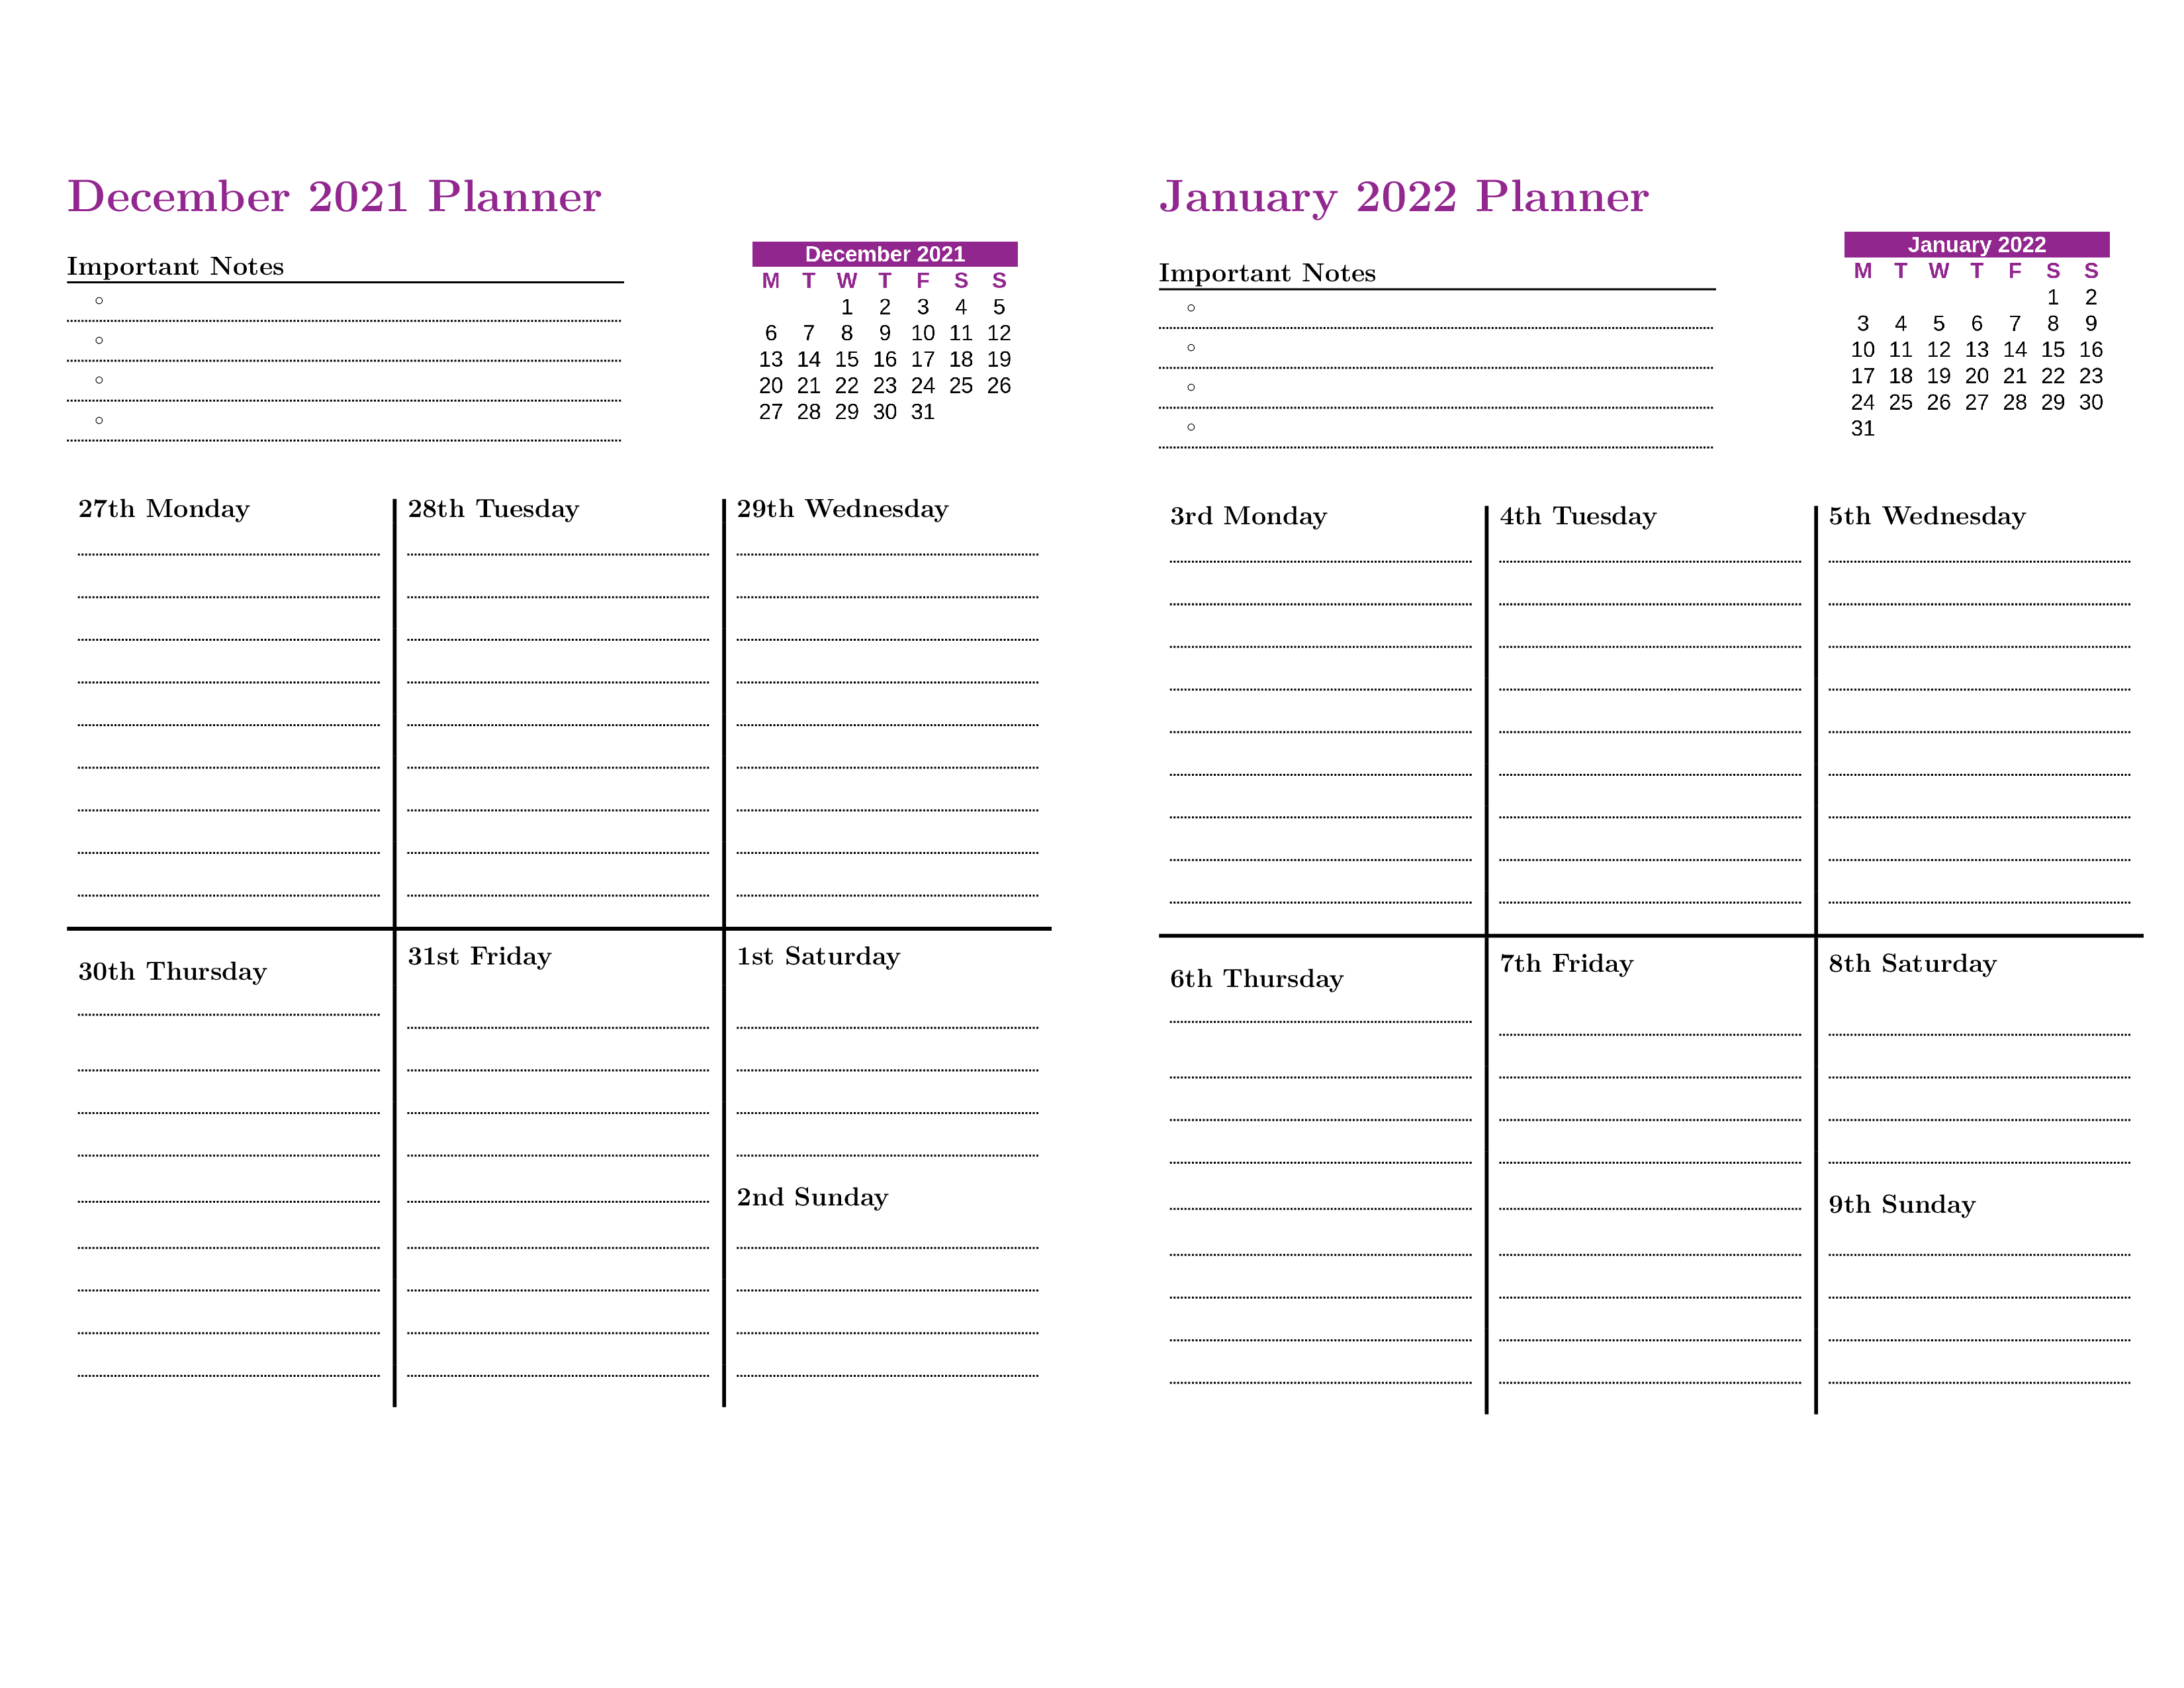 December 2021 Planner
Important Notes
December 2021
M T W T F S S
1 2 3 4 5
6 7 8 9 10 11 12
13 14 15 16 17 18 19
20 21 22 23 24 25 26
27 28 29 30 31
27th Monday
28th Tuesday
29th Wednesday
30th Thursday
31st Friday
1st Saturday
2nd Sunday
January 2022 Planner
Important Notes
January 2022
M T W T F S S
1 2
3 4 5 6 7 8 9
10 11 12 13 14 15 16
17 18 19 20 21 22 23
24 25 26 27 28 29 30
31
3rd Monday
4th Tuesday
5th Wednesday
6th Thursday
7th Friday
8th Saturday
9th Sunday